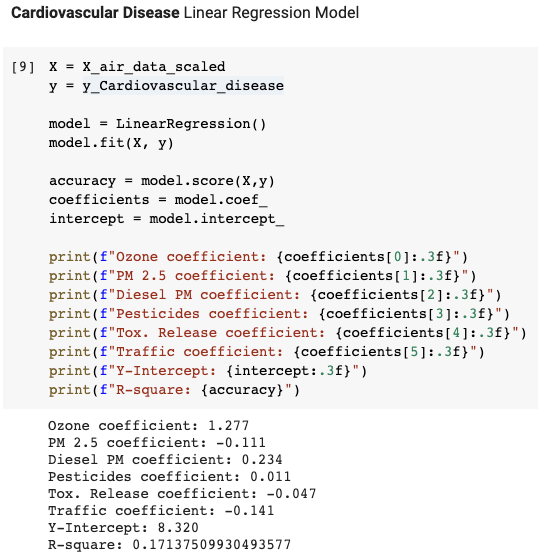 Cardiovascular Disease Linear Regression Model
[9] X = X_air_data_scaled
y = y_Cardiovascular_disease
model = LinearRegression()
model.fit(X, y)
accuracy = model.score(X,y)
coefficients = model.coef_
intercept = model.intercept_
print(f"Ozone coefficient: {coefficients[0]:.3f}")
print(f"PM 2.5 coefficient: {coefficients[1]:.3f}")
print(f"Diesel PM coefficient: {coefficients[2]:.3f}")
print(f"Pesticides coefficient: {coefficients[3]:.3f}")
print(f"Tox. Release coefficient: {coefficients[4]:.3f}")
print(f"Traffic coefficient: {coefficients[5]:.3f}")
print(f"Y-Intercept: {intercept:.3f}")
print(f"R-square: {accuracy}")
Ozone coefficient: 1.277
PM 2.5 coefficient: -0.111
Diesel PM coefficient: 0.234
Pesticides coefficient: 0.011
Tox. Release coefficient: -0.047
Traffic coefficient: -0.141
Y-Intercept: 8.320
R-square: 0.17137509930493577